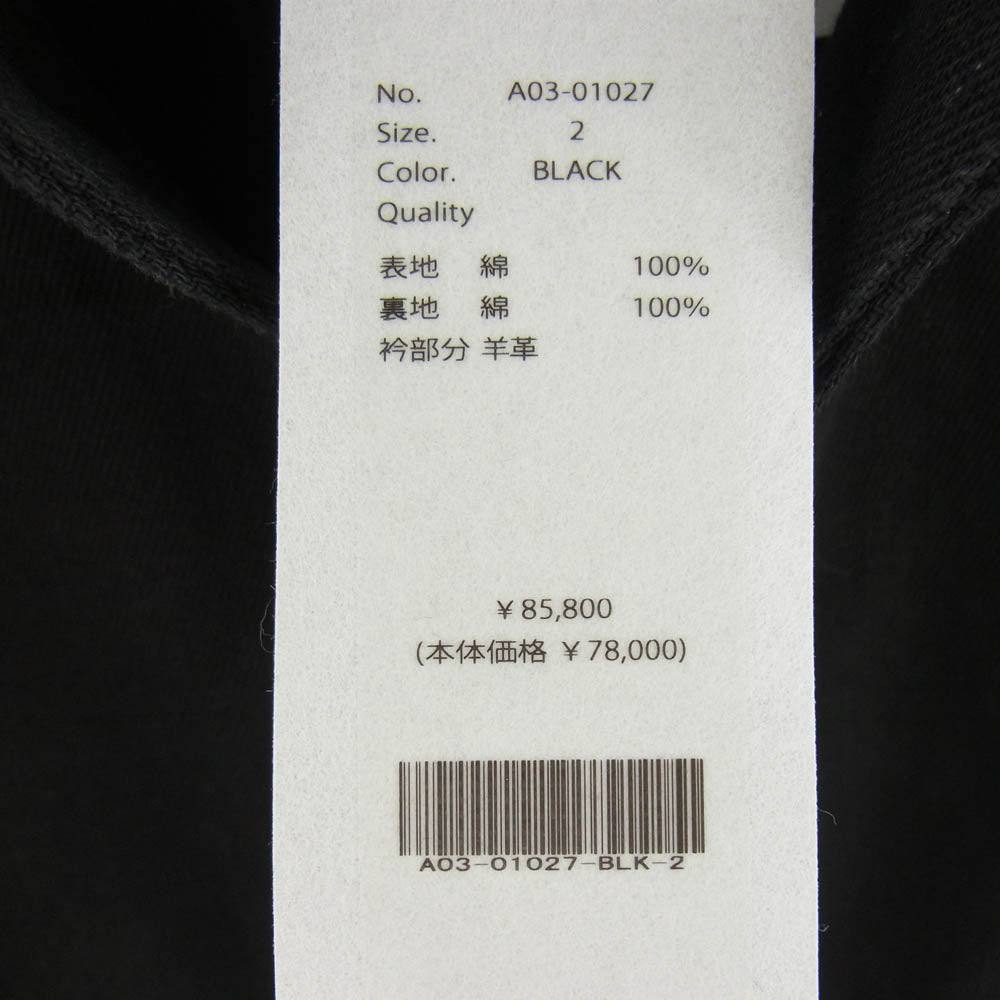 No. A03-01027
Size. 2
Color. BLACK
Quality
表地 綿 100%
裏地 綿 100%
衿部分 羊革
¥85,800
(本体価格 ¥78,000)
A03-01027-BLK-2